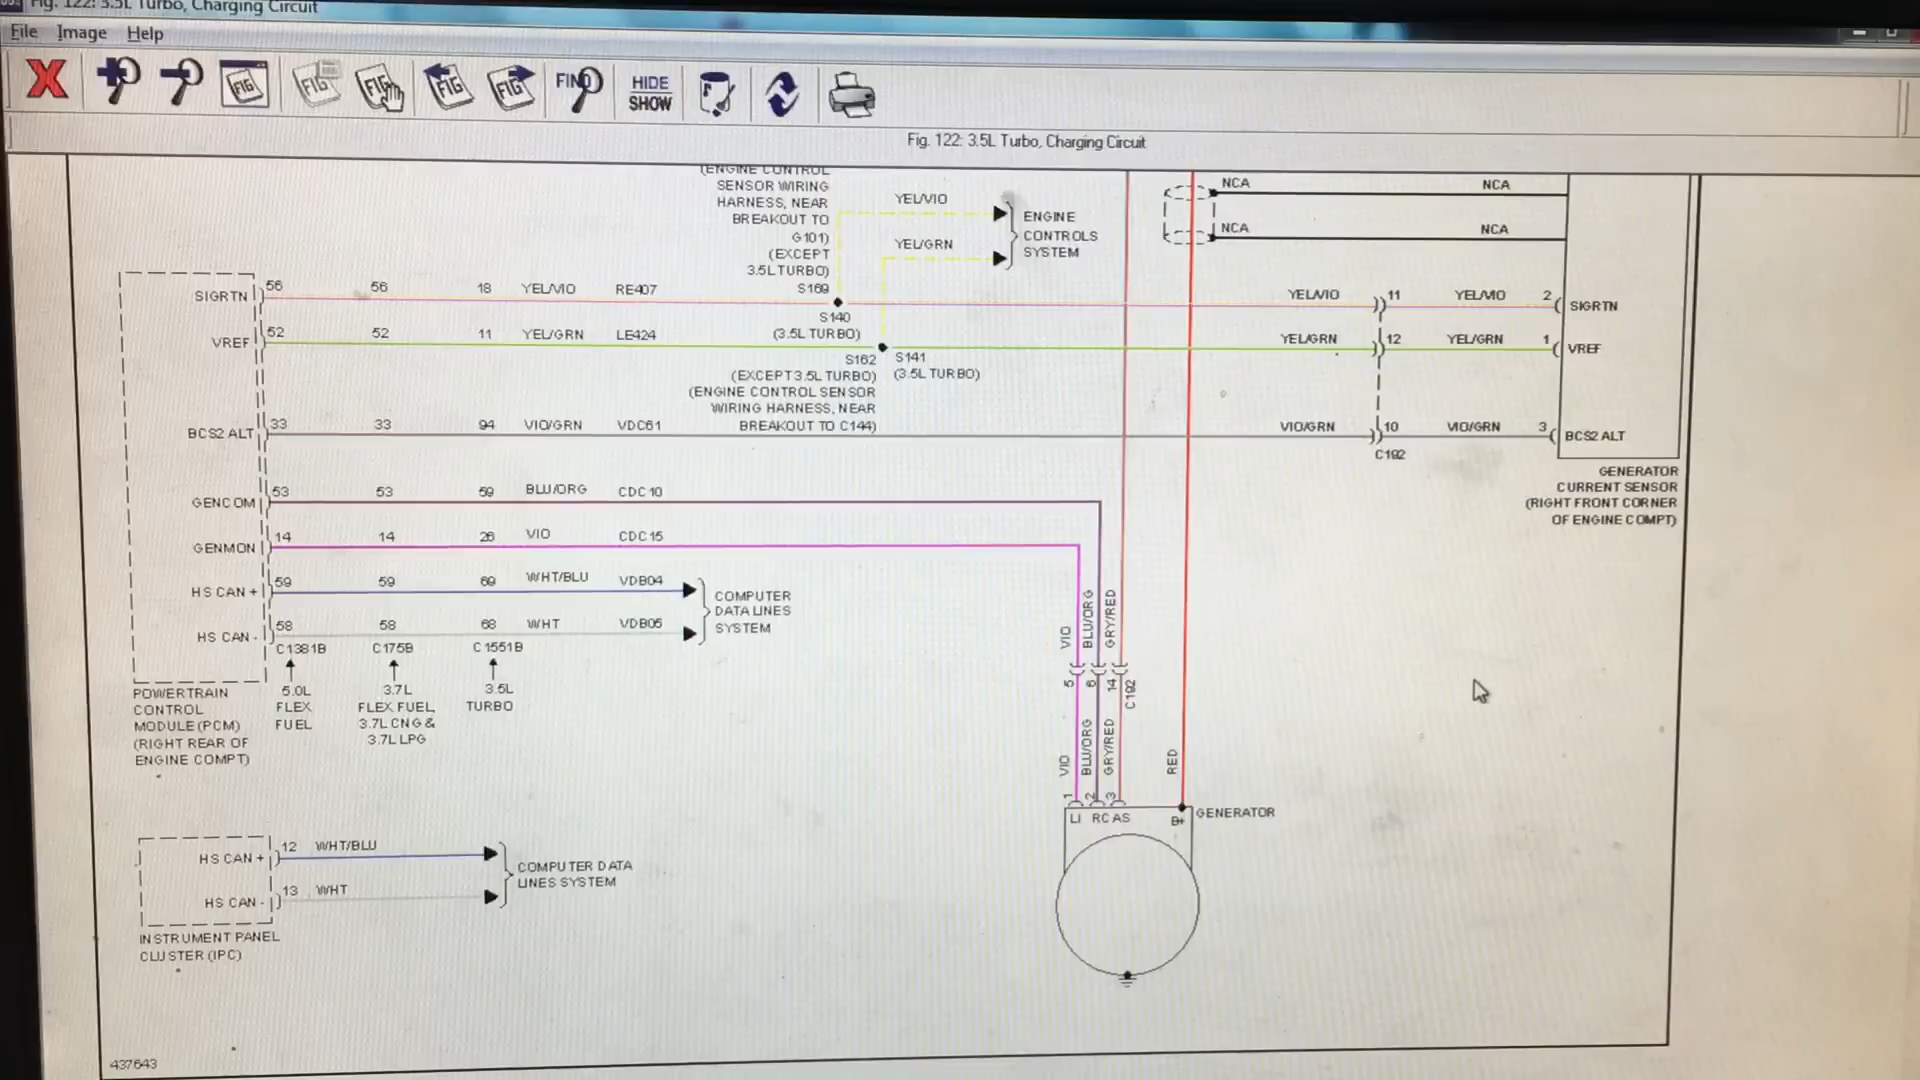 Fig. 122: 3.5L Turbo, Charging Circuit
File Image Help
FIG FIG FIG FIG FIG FIND HIDE SHOW
Fig. 122: 3.5L Turbo, Charging Circuit
(ENGINE CONTROL
SENSOR WIRING
HARNESS, NEAR
BREAKOUT TO
G101)
(EXCEPT
3.5L TURBO)
S169
S140
(3.5L TURBO)
YEL/VIO
YEL/GRN
ENGINE
CONTROLS
SYSTEM
NCA NCA
NCA NCA
SIGRTN 56 56 18 YEL/VIO RE407
YEL/VIO 11 YEL/VIO 2 SIGRTN
VREF 52 52 11 YEL/GRN LE424
YEL/GRN 12 YEL/GRN 1 VREF
S162
(EXCEPT 3.5L TURBO)
(ENGINE CONTROL SENSOR
WIRING HARNESS, NEAR
BREAKOUT TO C144)
S141
(3.5L TURBO)
BCS2 ALT 33 33 94 VIO/GRN VDC61
VIO/GRN 10 VIO/GRN 3 BCS2 ALT
C192
GENERATOR
CURRENT SENSOR
(RIGHT FRONT CORNER
OF ENGINE COMPT)
GENCOM 53 53 59 BLU/ORG CDC10
GENMON 14 14 26 VIO CDC15
HS CAN + 59 59 69 WHT/BLU VDB04
HS CAN - 58 58 68 WHT VDB05
COMPUTER
DATA LINES
SYSTEM
C1381B C175B C1551B
5.0L
FLEX
FUEL
3.7L
FLEX FUEL,
3.7L CNG &
3.7L LPG
3.5L
TURBO
POWERTRAIN
CONTROL
MODULE (PCM)
(RIGHT REAR OF
ENGINE COMPT)
VIO BLU/ORG GRY/RED
5 6 14 C192
VIO BLU/ORG GRY/RED RED
1 2 3
LI RC AS B+ GENERATOR
HS CAN + 12 WHT/BLU
HS CAN - 13 WHT
COMPUTER DATA
LINES SYSTEM
INSTRUMENT PANEL
CLUSTER (IPC)
437643